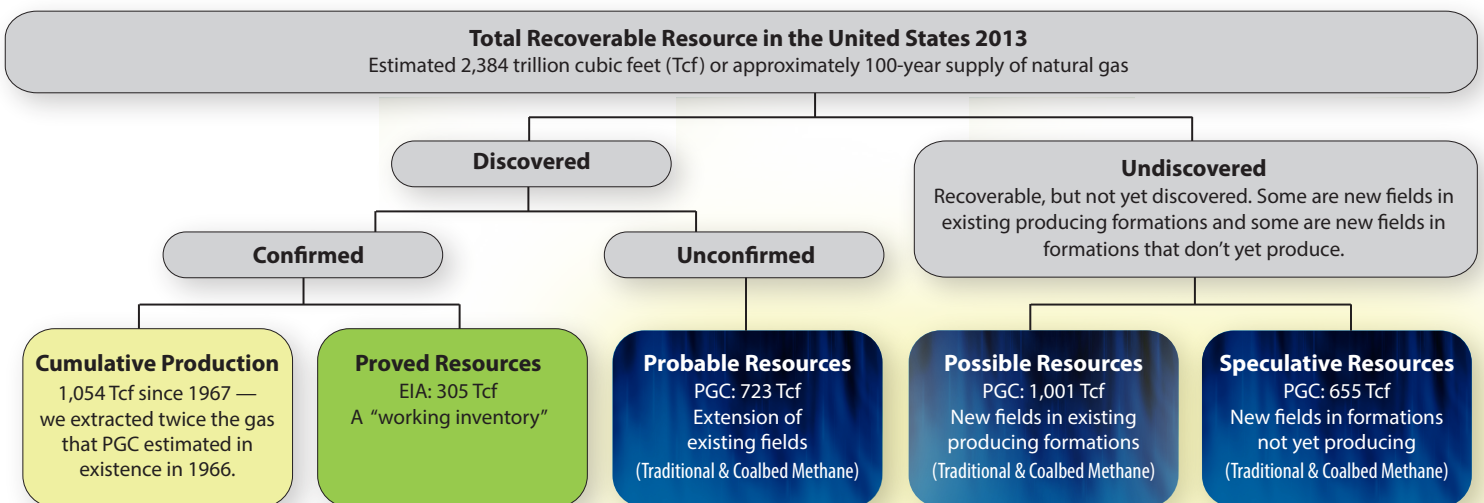 Total Recoverable Resource in the United States 2013
Estimated 2,384 trillion cubic feet (Tcf) or approximately 100-year supply of natural gas
Discovered
Undiscovered
Recoverable, but not yet discovered. Some are new fields in
existing producing formations and some are new fields in
formations that don’t yet produce.
Confirmed
Unconfirmed
Cumulative Production
1,054 Tcf since 1967 —
we extracted twice the gas
that PGC estimated in
existence in 1966.
Proved Resources
EIA: 305 Tcf
A “working inventory”
Probable Resources
PGC: 723 Tcf
Extension of
existing fields
(Traditional & Coalbed Methane)
Possible Resources
PGC: 1,001 Tcf
New fields in existing
producing formations
(Traditional & Coalbed Methane)
Speculative Resources
PGC: 655 Tcf
New fields in formations
not yet producing
(Traditional & Coalbed Methane)